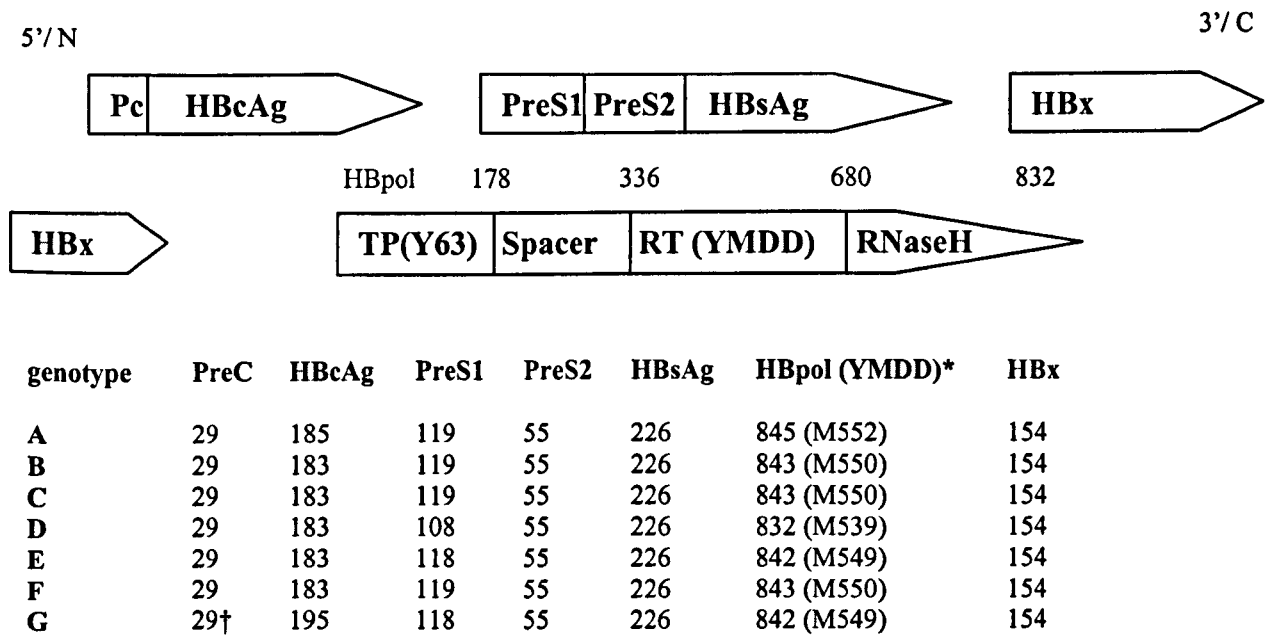 5'/ N 3'/ C
Pc HBcAg PreS1 PreS2 HBsAg HBx
HBpol 178 336 680 832
HBx TP(Y63) Spacer RT (YMDD) RNaseH
genotype PreC HBcAg PreS1 PreS2 HBsAg HBpol (YMDD)* HBx
A 29 185 119 55 226 845 (M552) 154
B 29 183 119 55 226 843 (M550) 154
C 29 183 119 55 226 843 (M550) 154
D 29 183 108 55 226 832 (M539) 154
E 29 183 118 55 226 842 (M549) 154
F 29 183 119 55 226 843 (M550) 154
G 29† 195 118 55 226 842 (M549) 154